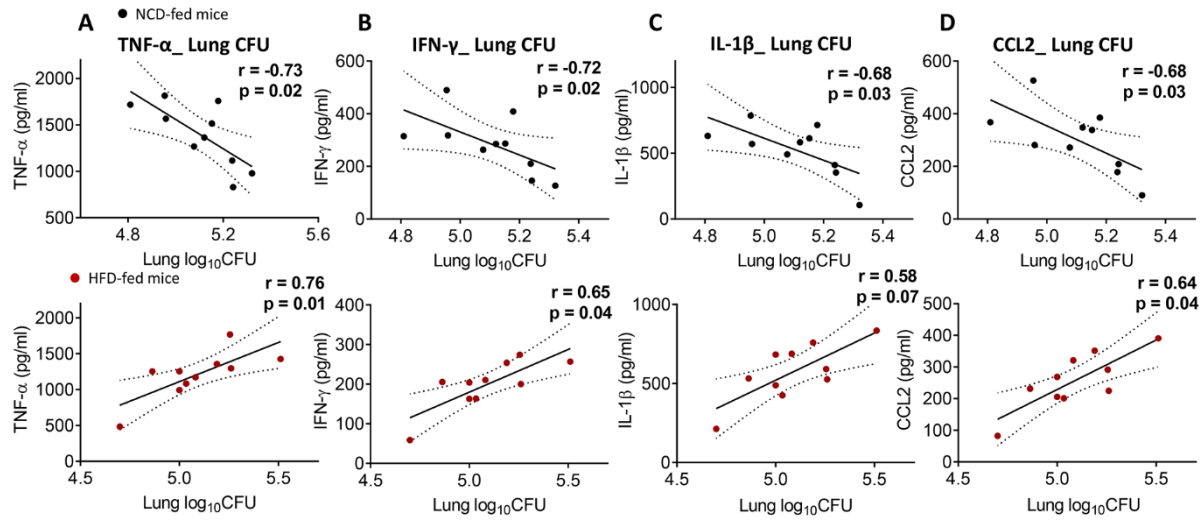 A
NCD-fed mice
TNF-α_ Lung CFU
r = -0.73
p = 0.02
TNF-α (pg/ml)
2000
1500
1000
500
4.8 5.2 5.6
Lung log10CFU
B
IFN-γ_ Lung CFU
r = -0.72
p = 0.02
IFN-γ (pg/ml)
600
400
200
0
5.0 5.2 5.4
Lung log10CFU
C
IL-1β_ Lung CFU
r = -0.68
p = 0.03
IL-1β (pg/ml)
1000
500
0
5.0 5.2 5.4
Lung log10CFU
D
CCL2_ Lung CFU
r = -0.68
p = 0.03
CCL2 (pg/ml)
600
400
200
0
5.0 5.2 5.4
Lung log10CFU
HFD-fed mice
r = 0.76
p = 0.01
TNF-α (pg/ml)
2000
1500
1000
500
0
4.5 5.0 5.5
Lung log10CFU
r = 0.65
p = 0.04
IFN-γ (pg/ml)
400
300
200
100
0
4.5 5.0 5.5
Lung log10CFU
r = 0.58
p = 0.07
IL-1β (pg/ml)
1000
500
0
4.5 5.0 5.5
Lung log10CFU
r = 0.64
p = 0.04
CCL2 (pg/ml)
500
400
300
200
100
0
4.5 5.0 5.5
Lung log10CFU